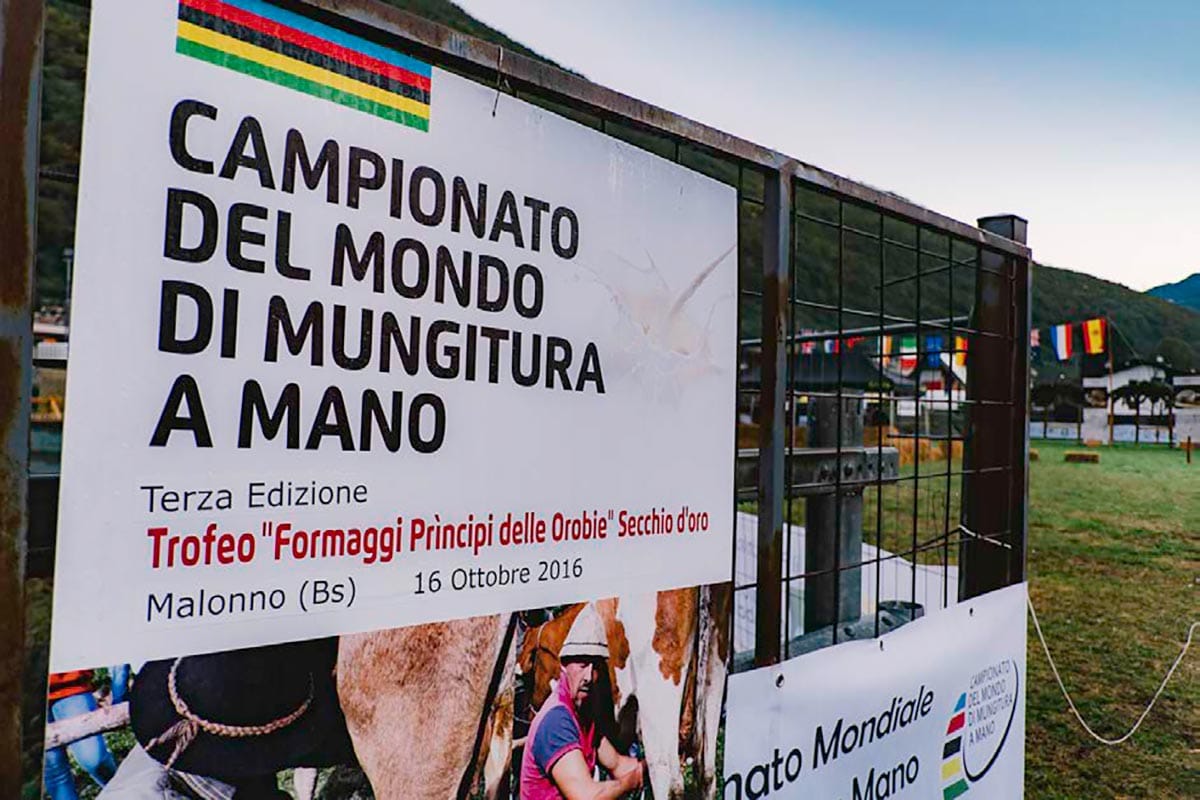 CAMPIONATO
DEL MONDO
DI MUNGITURA
A MANO
Terza Edizione
Trofeo "Formaggi Prìncipi delle Orobie" Secchio d'oro
Malonno (Bs) 16 Ottobre 2016
nato Mondiale
Mano
CAMPIONATO
DEL MONDO
DI MUNGITURA
A MANO